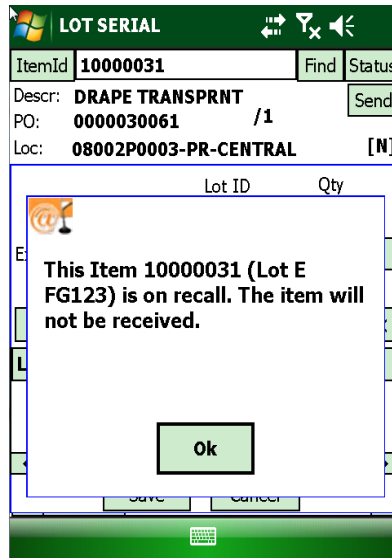 LOT SERIAL
ItemId 10000031 Find Status
Descr: DRAPE TRANSPRNT Send
PO: 0000030061 /1
Loc: 08002P0003-PR-CENTRAL [N]
Lot ID Qty
This Item 10000031 (Lot E
FG123) is on recall. The item will
not be received.
Ok
Save Cancel